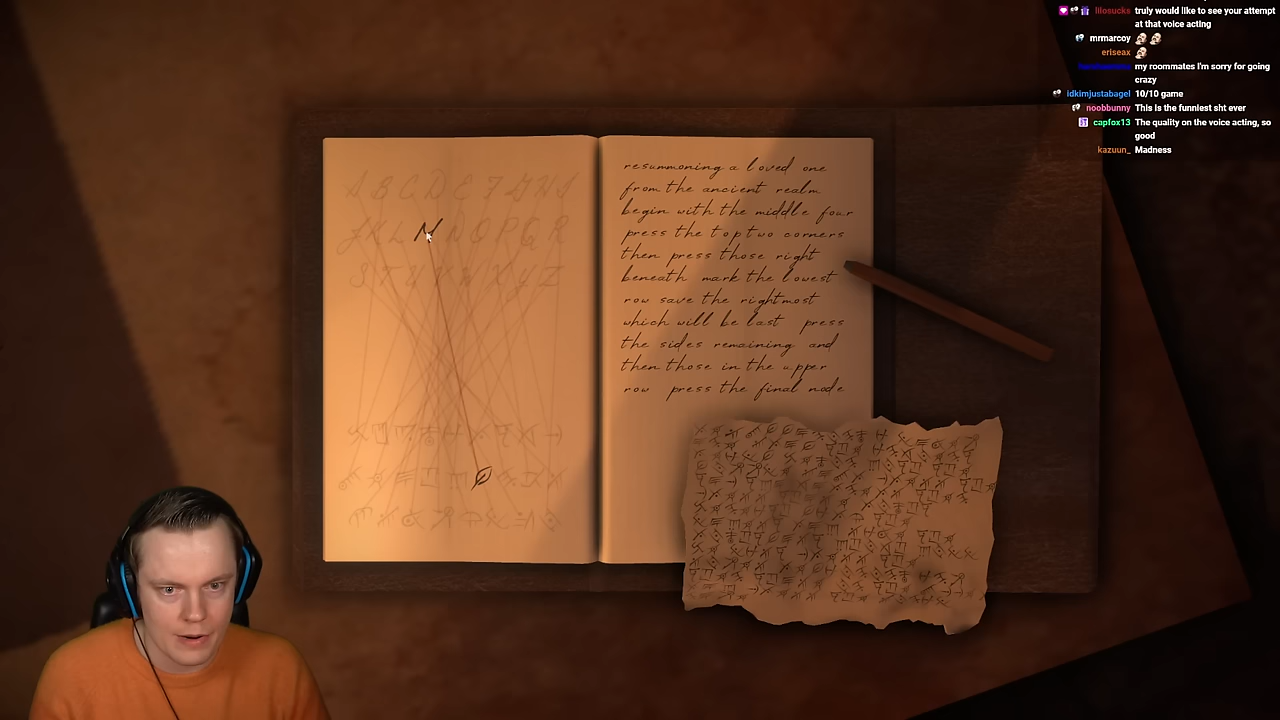 A B C D E F G H I
J K L M N O P Q R
S T U V W X Y Z
resummoning a loved one
from the ancient realm
begin with the middle four
press the top two corners
then press those right
beneath mark the lowest
row save the rightmost
which will be last press
the sides remaining and
then those in the upper
row press the final node
lilosucks truly would like to see your attempt
at that voice acting
mrmarcoy
eriseax
my roommates I'm sorry for going
crazy
idkimjustabagel 10/10 game
noobbunny This is the funniest sht ever
capfox13 The quality on the voice acting, so
good
kazuun_ Madness